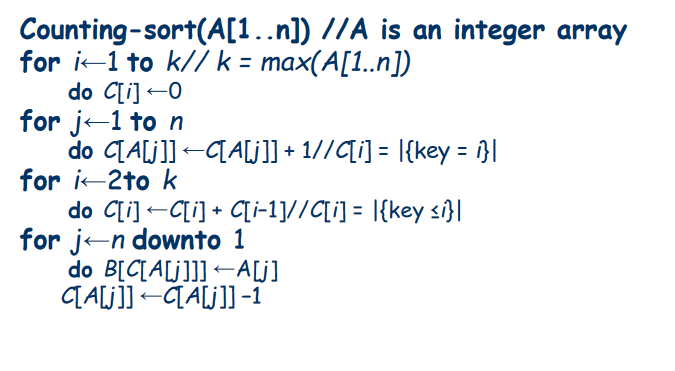 Counting-sort(A[1..n]) //A is an integer array
for i←1 to k// k = max(A[1..n])
do C[i] ←0
for j←1 to n
do C[A[j]] ←C[A[j]] + 1//C[i] = |{key = i}|
for i←2to k
do C[i] ←C[i] + C[i-1]//C[i] = |{key ≤i}|
for j←n downto 1
do B[C[A[j]]] ←A[j]
C[A[j]] ←C[A[j]] -1